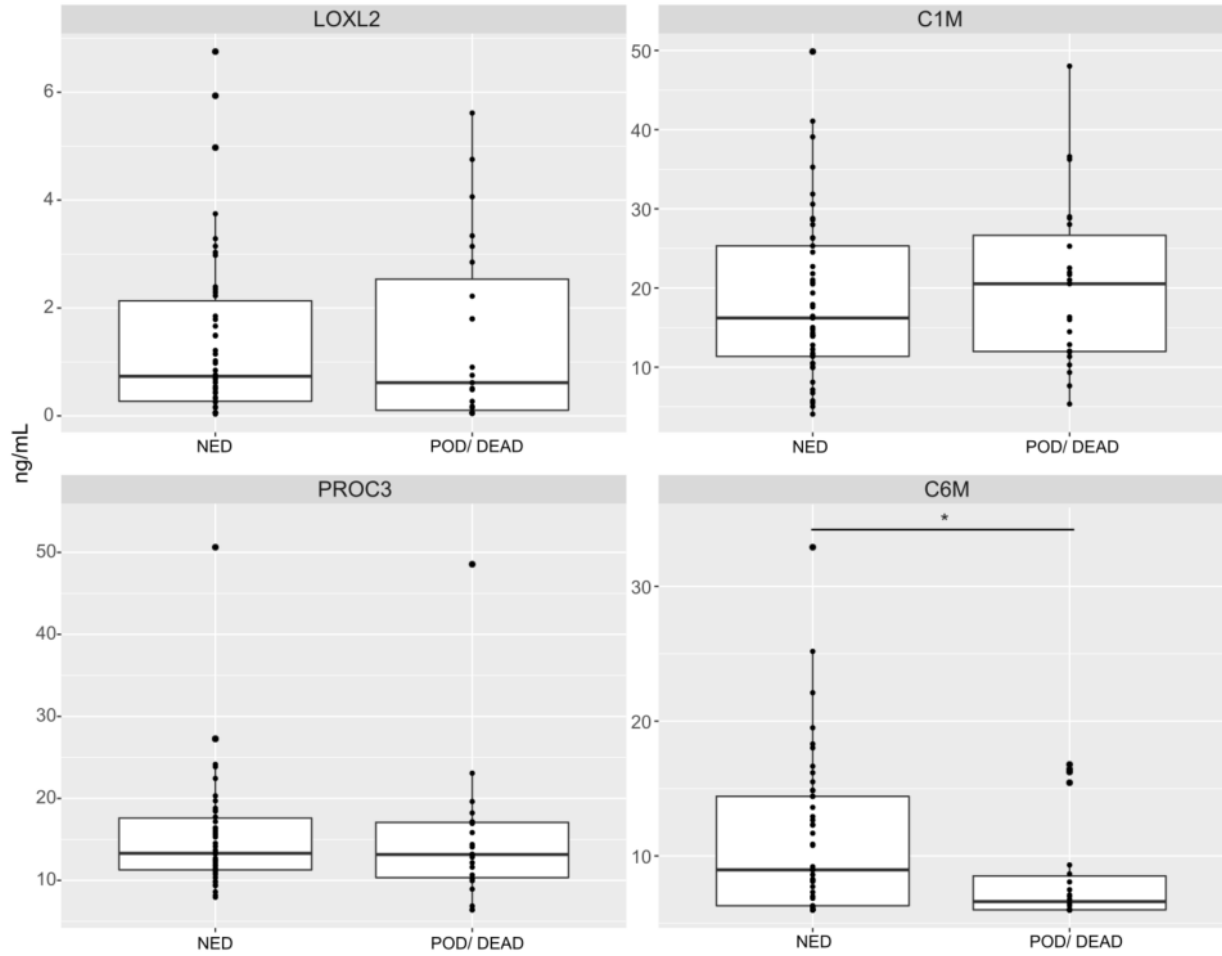 LOXL2
C1M
6
4
2
0
50
40
30
20
10
NED
POD/ DEAD
NED
POD/ DEAD
ng/mL
PROC3
C6M
*
50
40
30
20
10
30
20
10
NED
POD/ DEAD
NED
POD/ DEAD